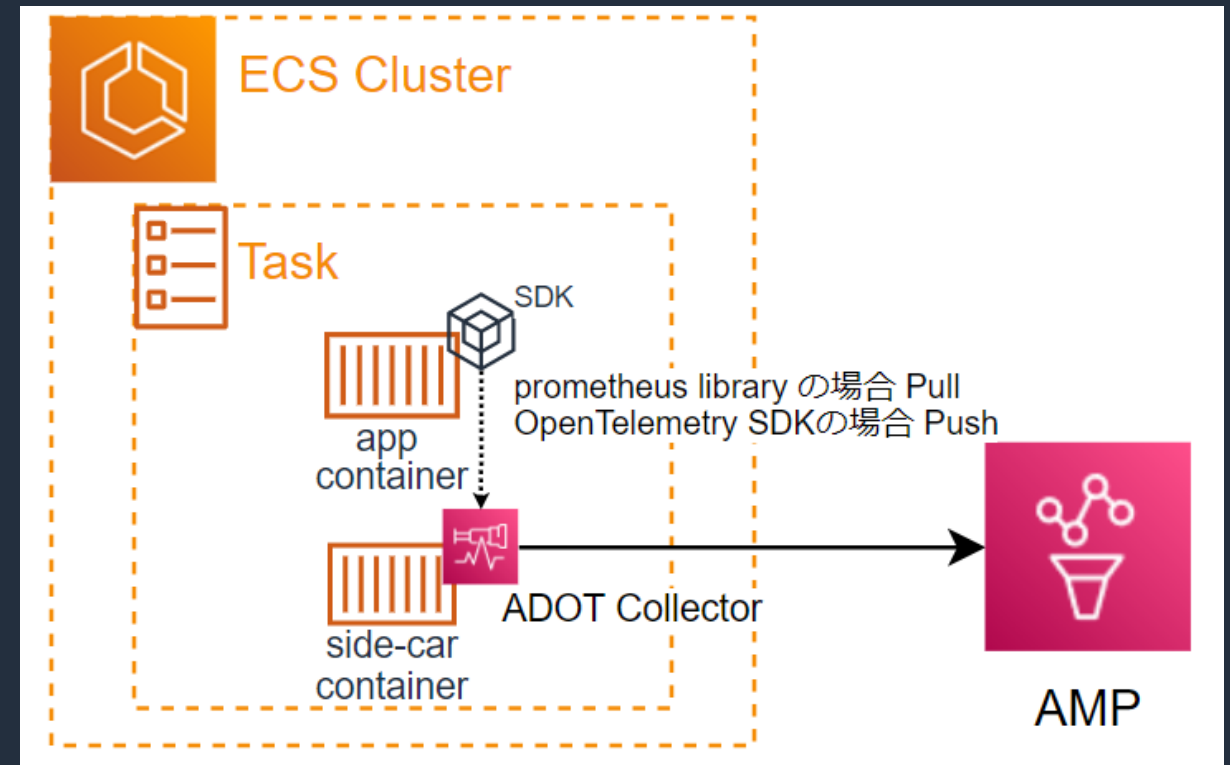 ECS Cluster
Task
SDK
prometheus library の場合 Pull
OpenTelemetry SDKの場合 Push
app
container
ADOT Collector
side-car
container
AMP